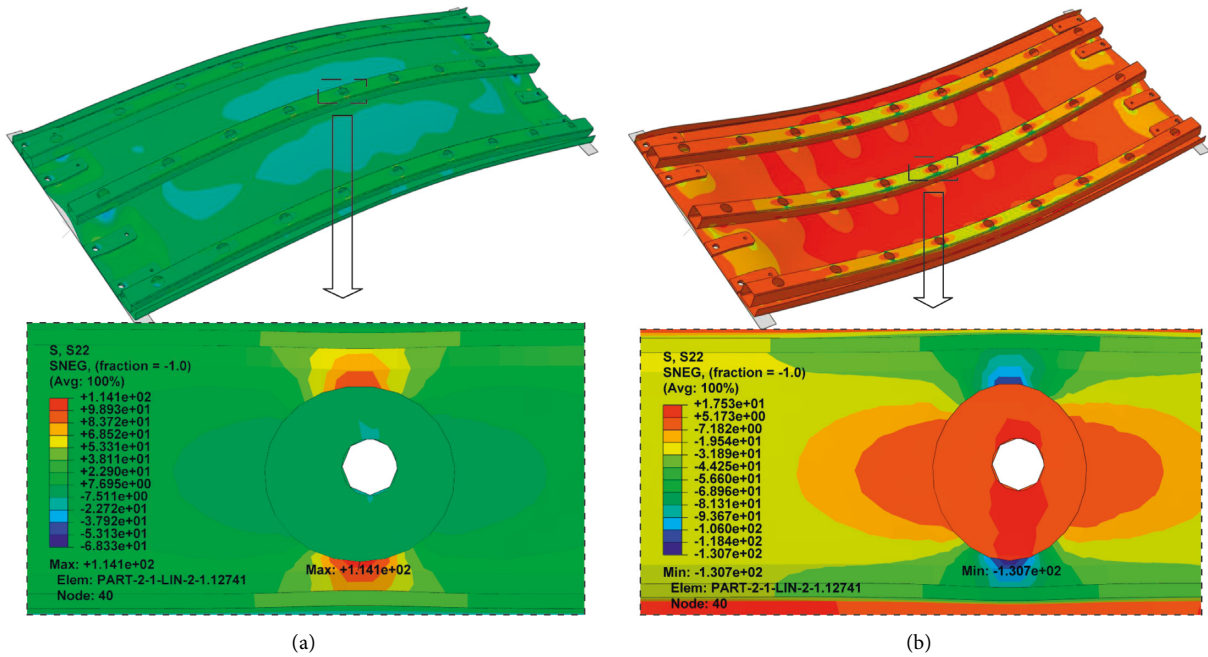 S, S22
SNEG, (fraction = -1.0)
(Avg: 100%)
+1.141e+02
+9.893e+01
+8.372e+01
+6.852e+01
+5.331e+01
+3.811e+01
+2.290e+01
+7.695e+00
-7.511e+00
-2.272e+01
-3.792e+01
-5.313e+01
-6.833e+01
Max: +1.141e+02
Elem: PART-2-1-LIN-2-1.12741
Node: 40
Max: +1.141e+02
(a)
S, S22
SNEG, (fraction = -1.0)
(Avg: 100%)
+1.753e+01
+5.173e+00
-7.182e+00
-1.954e+01
-3.189e+01
-4.425e+01
-5.660e+01
-6.896e+01
-8.131e+01
-9.367e+01
-1.060e+02
-1.184e+02
-1.307e+02
Min: -1.307e+02
Elem: PART-2-1-LIN-2-1.12741
Node: 40
Min: -1.307e+02
(b)